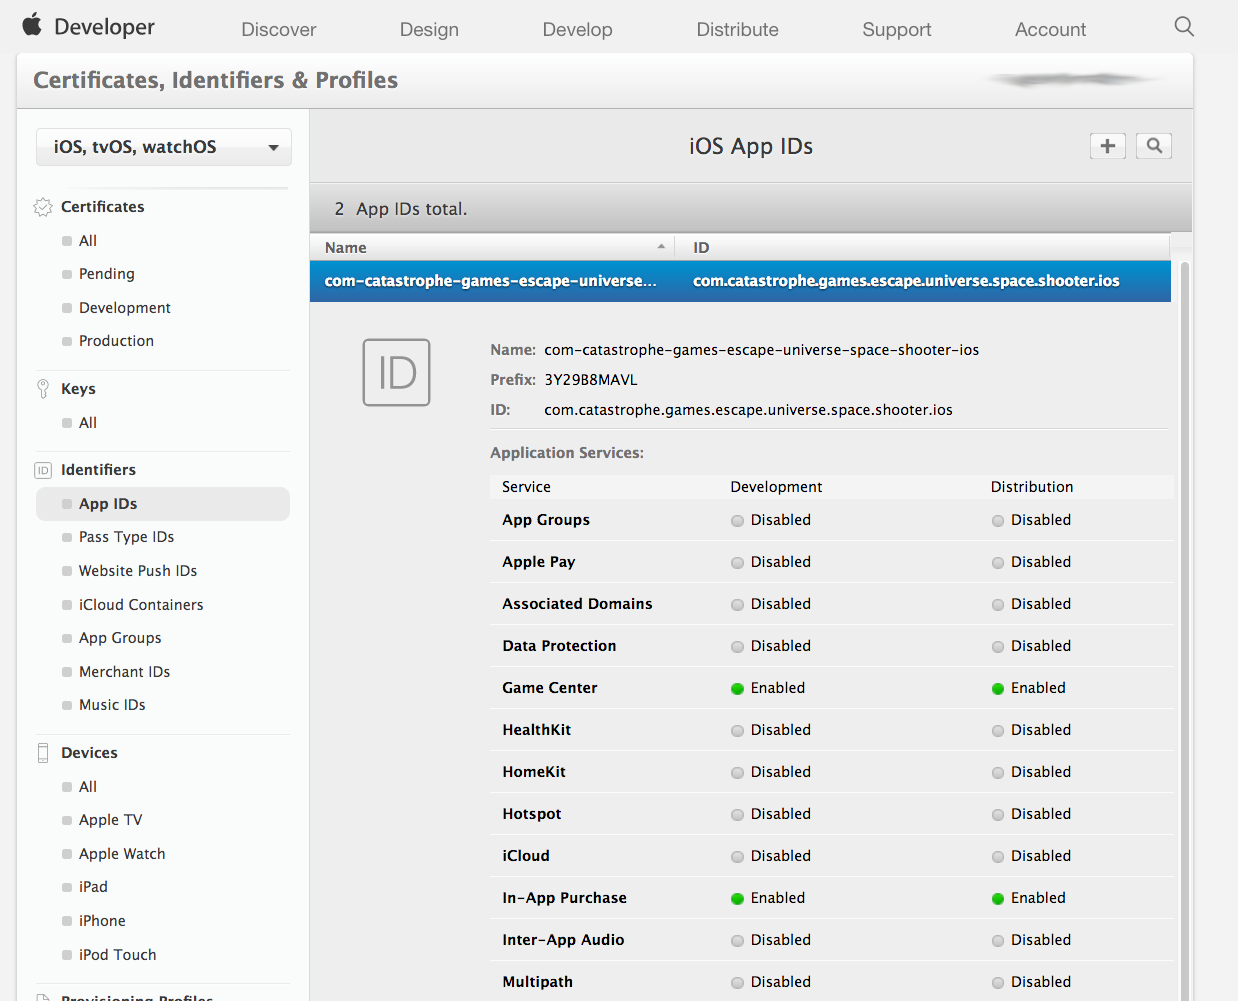 Developer
Discover
Design
Develop
Distribute
Support
Account
Certificates, Identifiers & Profiles
iOS, tvOS, watchOS
Certificates
All
Pending
Development
Production
Keys
All
ID Identifiers
App IDs
Pass Type IDs
Website Push IDs
iCloud Containers
App Groups
Merchant IDs
Music IDs
Devices
All
Apple TV
Apple Watch
iPad
iPhone
iPod Touch
Provisioning Profiles
iOS App IDs
2 App IDs total.
Name ID
com-catastrophe-games-escape-universe... com.catastrophe.games.escape.universe.space.shooter.ios
ID
Name: com-catastrophe-games-escape-universe-space-shooter-ios
Prefix: 3Y29B8MAVL
ID: com.catastrophe.games.escape.universe.space.shooter.ios
Application Services:
Service Development Distribution
App Groups Disabled Disabled
Apple Pay Disabled Disabled
Associated Domains Disabled Disabled
Data Protection Disabled Disabled
Game Center Enabled Enabled
HealthKit Disabled Disabled
HomeKit Disabled Disabled
Hotspot Disabled Disabled
iCloud Disabled Disabled
In-App Purchase Enabled Enabled
Inter-App Audio Disabled Disabled
Multipath Disabled Disabled